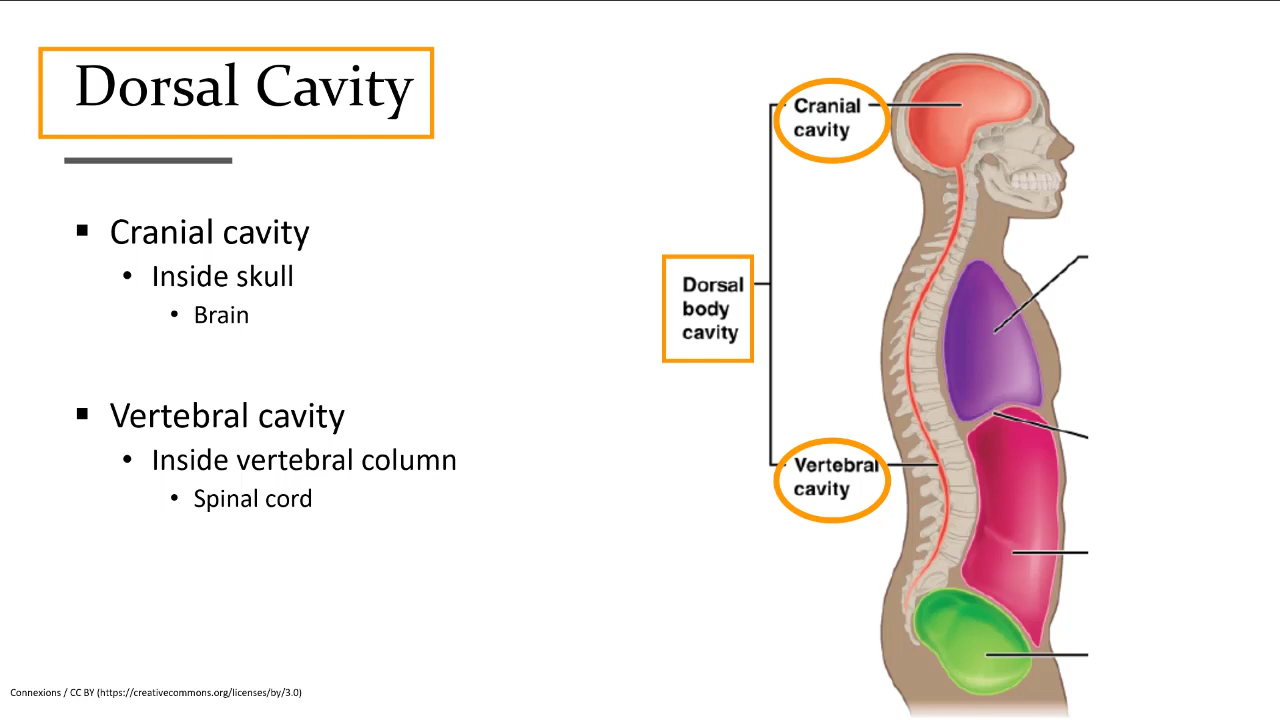 Dorsal Cavity
▪ Cranial cavity
• Inside skull
• Brain
▪ Vertebral cavity
• Inside vertebral column
• Spinal cord
Cranial
cavity
Dorsal
body
cavity
Vertebral
cavity
Connexions / CC BY (https://creativecommons.org/licenses/by/3.0)